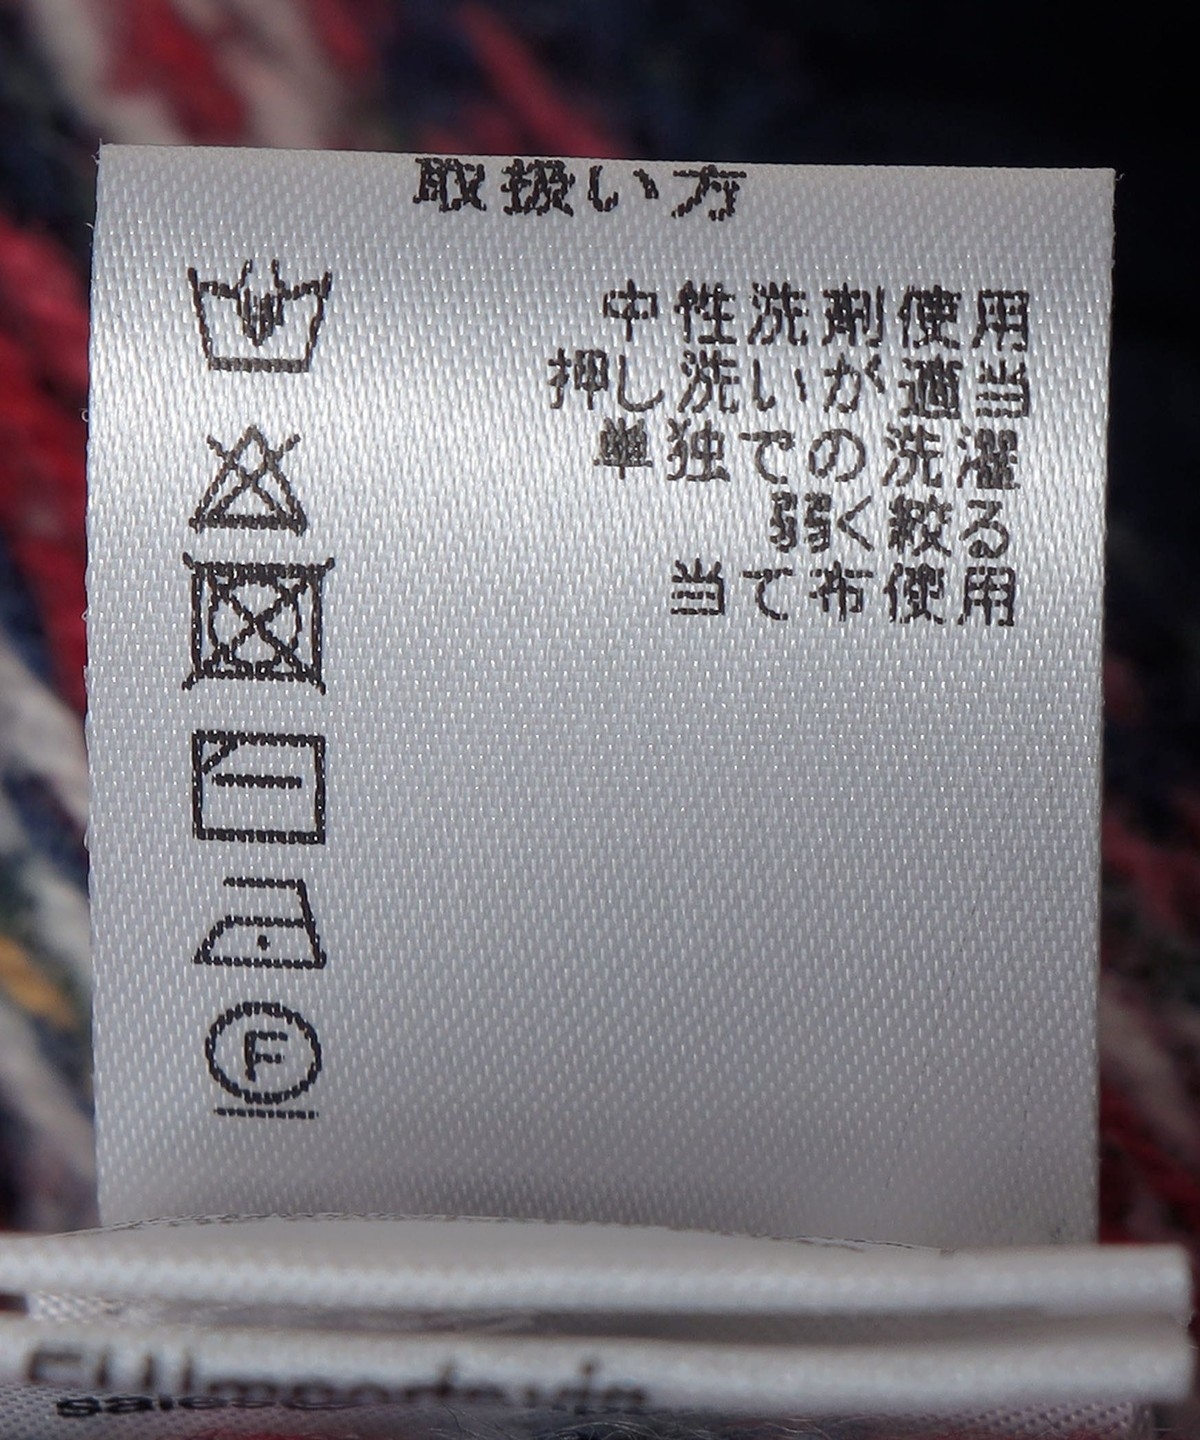 取扱い方
中性洗剤使用
押し洗いが適当
単独での洗濯
弱く絞る
当て布使用
F
sales